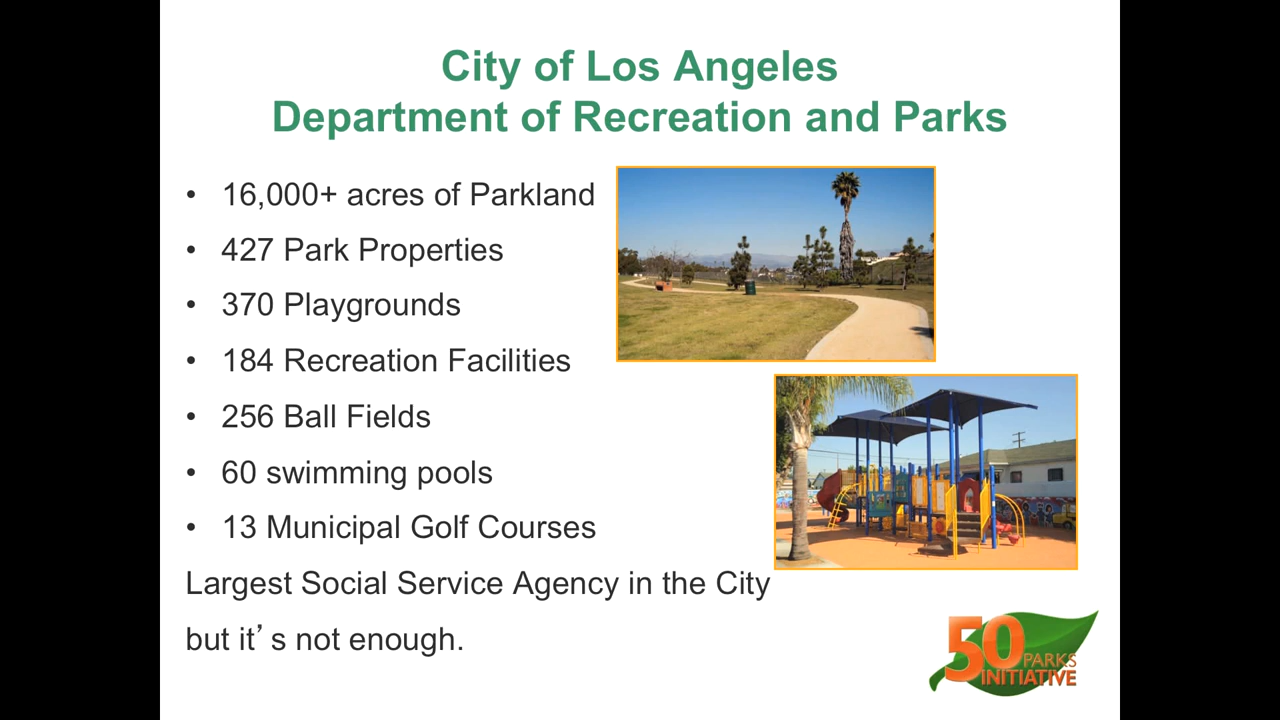 City of Los Angeles
Department of Recreation and Parks
• 16,000+ acres of Parkland
• 427 Park Properties
• 370 Playgrounds
• 184 Recreation Facilities
• 256 Ball Fields
• 60 swimming pools
• 13 Municipal Golf Courses
Largest Social Service Agency in the City
but it’s not enough.
50 PARKS
INITIATIVE